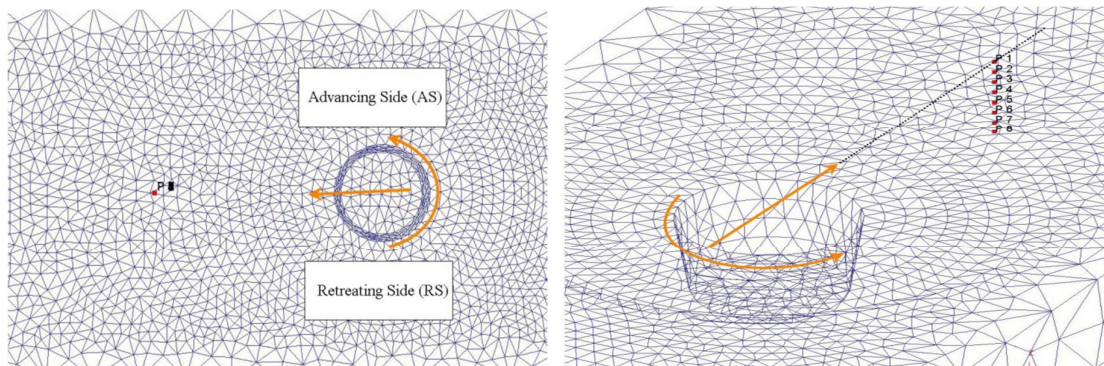 Advancing Side (AS)
P
Retreating Side (RS)
P 1
P 2
P 3
P 4
P 5
P 6
P 7
P 8